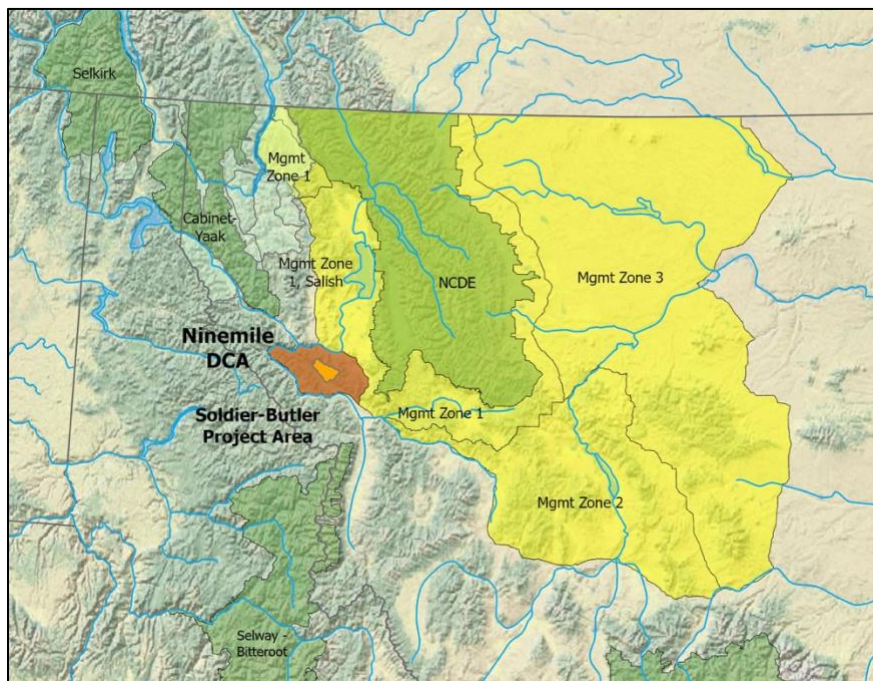 Selkirk
Mgmt
Zone 1
Cabinet-
Yaak
Mgmt Zone
1, Salish
NCDE
Mgmt Zone 3
Ninemile
DCA
Soldier-Butler
Project Area
Mgmt Zone 1
Mgmt Zone 2
Selway -
Bitteroot